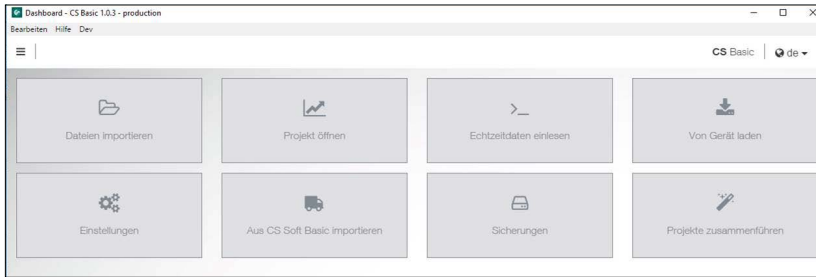 Dashboard - CS Basic 1.0.3 - production
Bearbeiten Hilfe Dev
CS Basic de
Dateien importieren
Projekt öffnen
Echtzeitdaten einlesen
Von Gerät laden
Einstellungen
Aus CS Soft Basic importieren
Sicherungen
Projekte zusammenführen